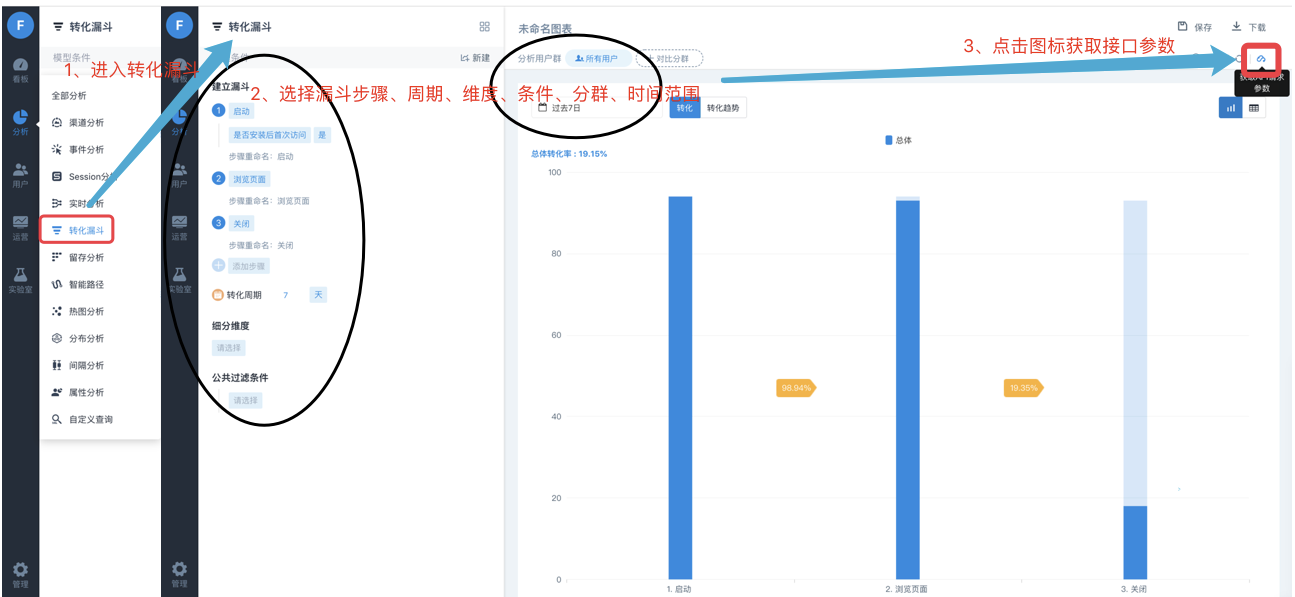 F
看板
分析
用户
运营
实验室
管理
转化漏斗
模型条件
全部分析
渠道分析
事件分析
Session分
实时分析
转化漏斗
留存分析
智能路径
热图分析
分布分析
间隔分析
属性分析
自定义查询
1、进入转化漏斗
F
看板
分析
用户
运营
实验室
管理
转化漏斗
条件
新建
建立漏斗
2、选择漏斗步骤、周期、维度、条件、分群、时间范围
1 启动
是否安装后首次访问 是
步骤重命名: 启动
2 浏览页面
步骤重命名: 浏览页面
3 关闭
步骤重命名: 关闭
添加步骤
转化周期 7 天
细分维度
请选择
公共过滤条件
请选择
未命名图表
保存 下载
3、点击图标获取接口参数
分析用户群 所有用户 + 对比分群
获取API请求
参数
过去7日
转化 转化趋势
总体
总体转化率 : 19.15%
100
80
60
40
20
0
98.94%
19.35%
1. 启动
2. 浏览页面
3. 关闭